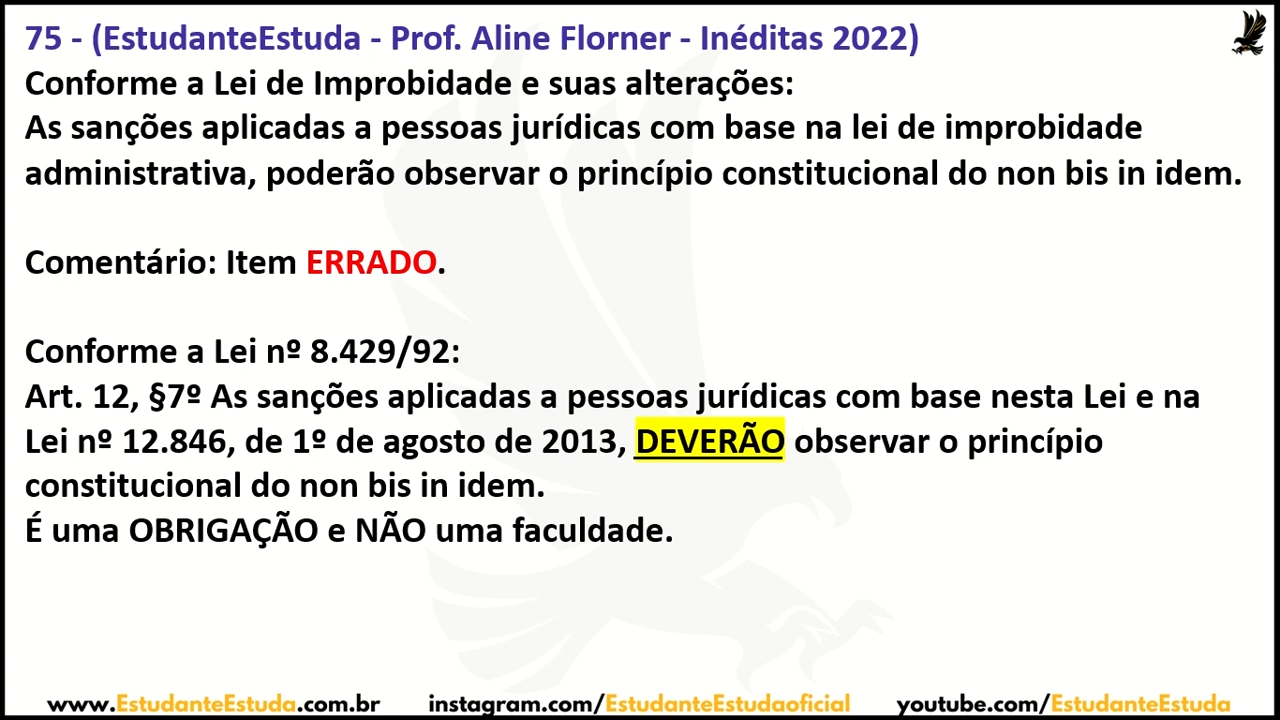 75 - (EstudanteEstuda - Prof. Aline Florner - Inéditas 2022)
Conforme a Lei de Improbidade e suas alterações:
As sanções aplicadas a pessoas jurídicas com base na lei de improbidade
administrativa, poderão observar o princípio constitucional do non bis in idem.
Comentário: Item ERRADO.
Conforme a Lei nº 8.429/92:
Art. 12, §7º As sanções aplicadas a pessoas jurídicas com base nesta Lei e na
Lei nº 12.846, de 1º de agosto de 2013, DEVERÃO observar o princípio
constitucional do non bis in idem.
É uma OBRIGAÇÃO e NÃO uma faculdade.
www.EstudanteEstuda.com.br instagram.com/EstudanteEstudaoficial youtube.com/EstudanteEstuda